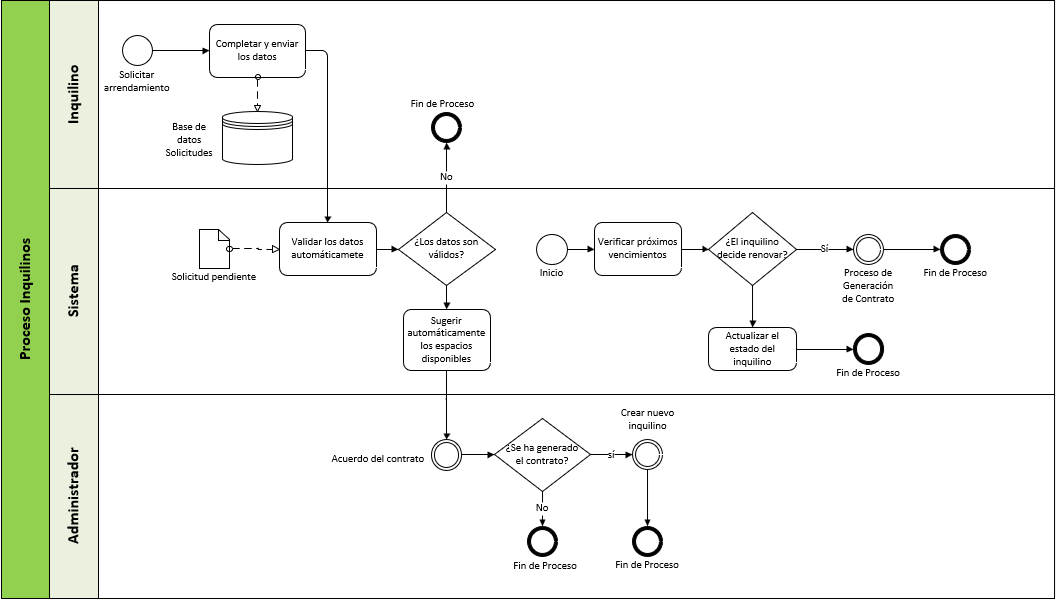 Proceso Inquilinos
Inquilino
Solicitar
arrendamiento
Completar y enviar
los datos
Base de
datos
Solicitudes
Fin de Proceso
No
Sistema
Solicitud pendiente
Validar los datos
automáticamete
¿Los datos son
válidos?
Sugerir
automáticamente
los espacios
disponibles
Inicio
Verificar próximos
vencimientos
¿El inquilino
decide renovar?
Sí
Proceso de
Generación
de Contrato
Fin de Proceso
Actualizar el
estado del
inquilino
Fin de Proceso
Administrador
Acuerdo del contrato
¿Se ha generado
el contrato?
sí
Crear nuevo
inquilino
No
Fin de Proceso
Fin de Proceso